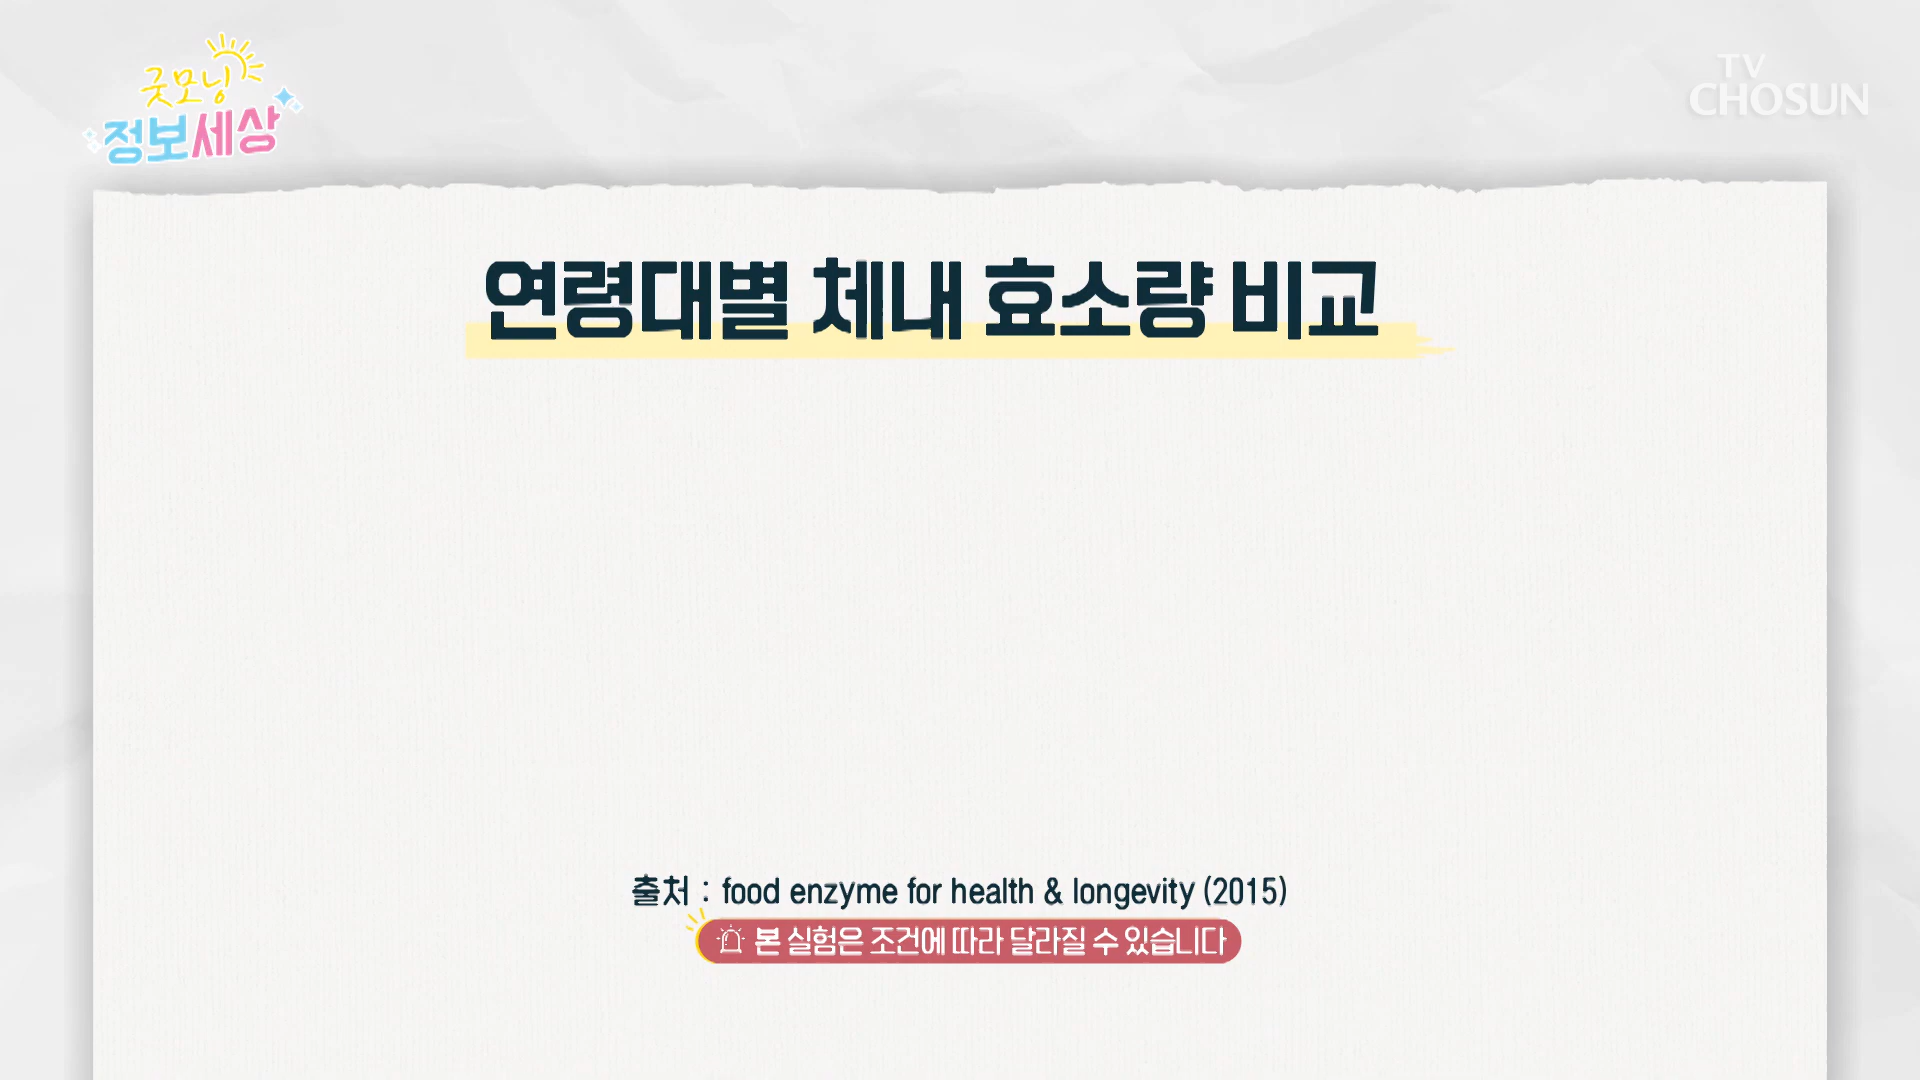 굿모닝
정보세상
TV
CHOSUN
연령대별 체내 효소량 비교
출처 : food enzyme for health & longevity (2015)
본 실험은 조건에 따라 달라질 수 있습니다